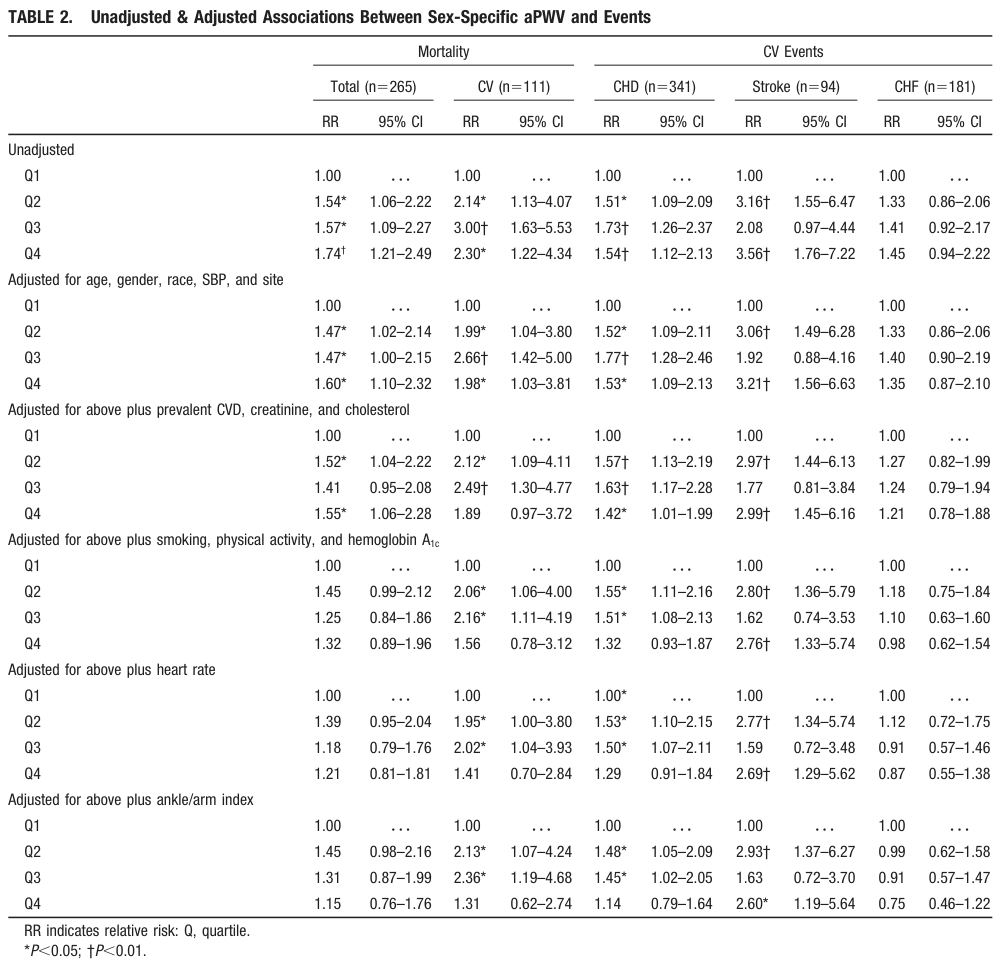 TABLE 2. Unadjusted & Adjusted Associations Between Sex-Specific aPWV and Events
Mortality CV Events
Total (n=265) CV (n=111) CHD (n=341) Stroke (n=94) CHF (n=181)
RR 95% CI RR 95% CI RR 95% CI RR 95% CI RR 95% CI
Unadjusted
Q1 1.00 ... 1.00 ... 1.00 ... 1.00 ... 1.00 ...
Q2 1.54* 1.06–2.22 2.14* 1.13–4.07 1.51* 1.09–2.09 3.16† 1.55–6.47 1.33 0.86–2.06
Q3 1.57* 1.09–2.27 3.00† 1.63–5.53 1.73† 1.26–2.37 2.08 0.97–4.44 1.41 0.92–2.17
Q4 1.74† 1.21–2.49 2.30* 1.22–4.34 1.54† 1.12–2.13 3.56† 1.76–7.22 1.45 0.94–2.22
Adjusted for age, gender, race, SBP, and site
Q1 1.00 ... 1.00 ... 1.00 ... 1.00 ... 1.00 ...
Q2 1.47* 1.02–2.14 1.99* 1.04–3.80 1.52* 1.09–2.11 3.06† 1.49–6.28 1.33 0.86–2.06
Q3 1.47* 1.00–2.15 2.66† 1.42–5.00 1.77† 1.28–2.46 1.92 0.88–4.16 1.40 0.90–2.19
Q4 1.60* 1.10–2.32 1.98* 1.03–3.81 1.53* 1.09–2.13 3.21† 1.56–6.63 1.35 0.87–2.10
Adjusted for above plus prevalent CVD, creatinine, and cholesterol
Q1 1.00 ... 1.00 ... 1.00 ... 1.00 ... 1.00 ...
Q2 1.52* 1.04–2.22 2.12* 1.09–4.11 1.57† 1.13–2.19 2.97† 1.44–6.13 1.27 0.82–1.99
Q3 1.41 0.95–2.08 2.49† 1.30–4.77 1.63† 1.17–2.28 1.77 0.81–3.84 1.24 0.79–1.94
Q4 1.55* 1.06–2.28 1.89 0.97–3.72 1.42* 1.01–1.99 2.99† 1.45–6.16 1.21 0.78–1.88
Adjusted for above plus smoking, physical activity, and hemoglobin A1c
Q1 1.00 ... 1.00 ... 1.00 ... 1.00 ... 1.00 ...
Q2 1.45 0.99–2.12 2.06* 1.06–4.00 1.55* 1.11–2.16 2.80† 1.36–5.79 1.18 0.75–1.84
Q3 1.25 0.84–1.86 2.16* 1.11–4.19 1.51* 1.08–2.13 1.62 0.74–3.53 1.10 0.63–1.60
Q4 1.32 0.89–1.96 1.56 0.78–3.12 1.32 0.93–1.87 2.76† 1.33–5.74 0.98 0.62–1.54
Adjusted for above plus heart rate
Q1 1.00 ... 1.00 ... 1.00* ... 1.00 ... 1.00 ...
Q2 1.39 0.95–2.04 1.95* 1.00–3.80 1.53* 1.10–2.15 2.77† 1.34–5.74 1.12 0.72–1.75
Q3 1.18 0.79–1.76 2.02* 1.04–3.93 1.50* 1.07–2.11 1.59 0.72–3.48 0.91 0.57–1.46
Q4 1.21 0.81–1.81 1.41 0.70–2.84 1.29 0.91–1.84 2.69† 1.29–5.62 0.87 0.55–1.38
Adjusted for above plus ankle/arm index
Q1 1.00 ... 1.00 ... 1.00 ... 1.00 ... 1.00 ...
Q2 1.45 0.98–2.16 2.13* 1.07–4.24 1.48* 1.05–2.09 2.93† 1.37–6.27 0.99 0.62–1.58
Q3 1.31 0.87–1.99 2.36* 1.19–4.68 1.45* 1.02–2.05 1.63 0.72–3.70 0.91 0.57–1.47
Q4 1.15 0.76–1.76 1.31 0.62–2.74 1.14 0.79–1.64 2.60* 1.19–5.64 0.75 0.46–1.22
RR indicates relative risk: Q, quartile.
*P<0.05; †P<0.01.